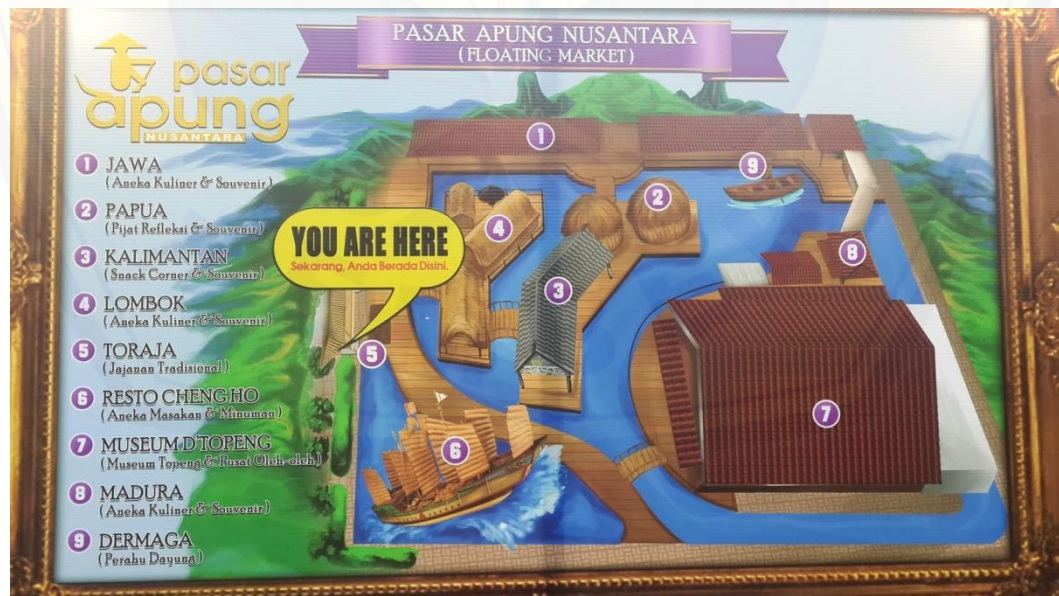 PASAR APUNG NUSANTARA
(FLOATING MARKET)
pasar
apung
NUSANTARA
1 JAWA
(Aneka Kuliner & Souvenir)
2 PAPUA
(Pijat Refleksi & Souvenir)
3 KALIMANTAN
(Snack Corner & Souvenir)
4 LOMBOK
(Aneka Kuliner & Souvenir)
5 TORAJA
(Jajanan Tradisional)
6 RESTO CHENG HO
(Aneka Masakan & Minuman)
7 MUSEUM D'TOPENG
(Museum Topeng & Pusat Oleh-oleh)
8 MADURA
(Aneka Kuliner & Souvenir)
9 DERMAGA
(Perahu Dayung)
YOU ARE HERE
Sekarang, Anda Berada Disini.
1
9
2
4
3
8
5
6
7